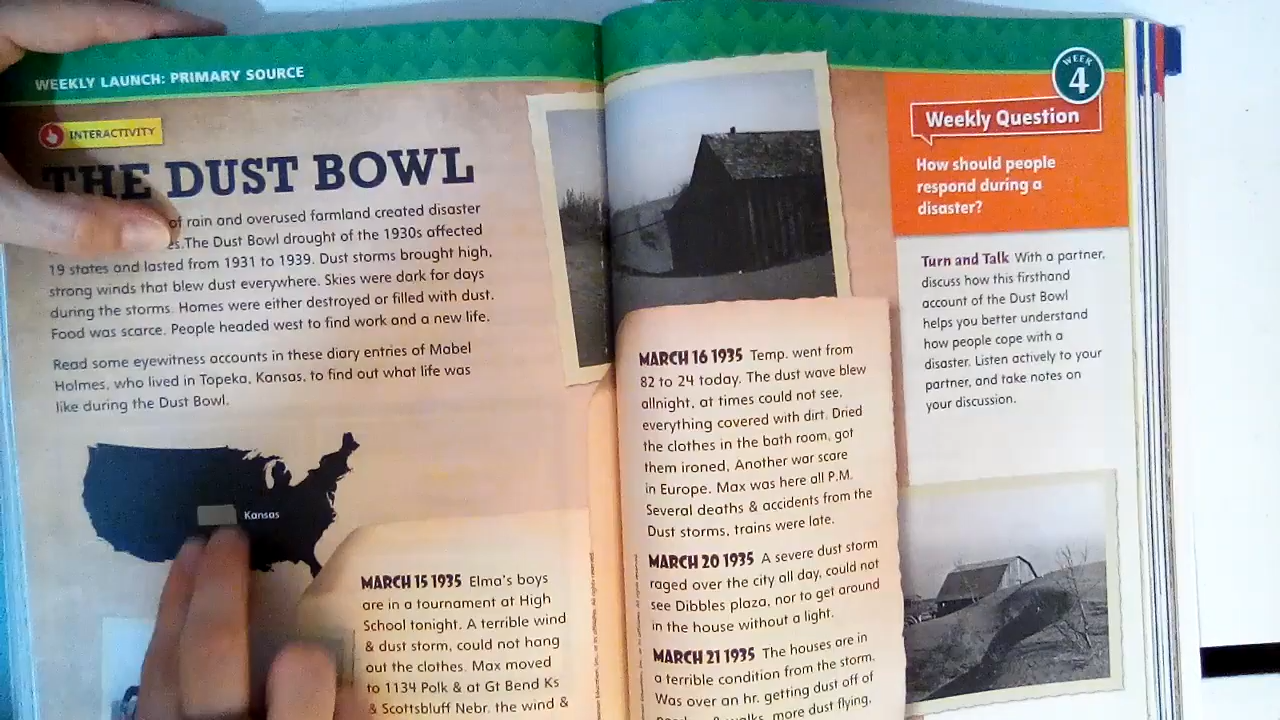 WEEKLY LAUNCH: PRIMARY SOURCE
INTERACTIVITY
THE DUST BOWL
of rain and overused farmland created disaster
The Dust Bowl drought of the 1930s affected
19 states and lasted from 1931 to 1939. Dust storms brought high,
strong winds that blew dust everywhere. Skies were dark for days
during the storms. Homes were either destroyed or filled with dust.
Food was scarce. People headed west to find work and a new life.
Read some eyewitness accounts in these diary entries of Mabel
Holmes, who lived in Topeka, Kansas, to find out what life was
like during the Dust Bowl.
Kansas
MARCH 15 1935 Elma's boys
are in a tournament at High
School tonight. A terrible wind
& dust storm, could not hang
out the clothes. Max moved
to 1134 Polk & at Gt Bend Ks
& Scottsbluff Nebr. the wind &
MARCH 16 1935 Temp. went from
82 to 24 today. The dust wave blew
allnight, at times could not see,
everything covered with dirt. Dried
the clothes in the bath room, got
them ironed, Another war scare
in Europe. Max was here all P.M.
Several deaths & accidents from the
Dust storms, trains were late.
MARCH 20 1935 A severe dust storm
raged over the city all day, could not
see Dibbles plaza, nor to get around
in the house without a light.
MARCH 21 1935 The houses are in
a terrible condition from the storm.
Was over an hr. getting dust off of
more dust flying,
WEEK
4
Weekly Question
How should people
respond during a
disaster?
Turn and Talk With a partner,
discuss how this firsthand
account of the Dust Bowl
helps you better understand
how people cope with a
disaster. Listen actively to your
partner, and take notes on
your discussion.